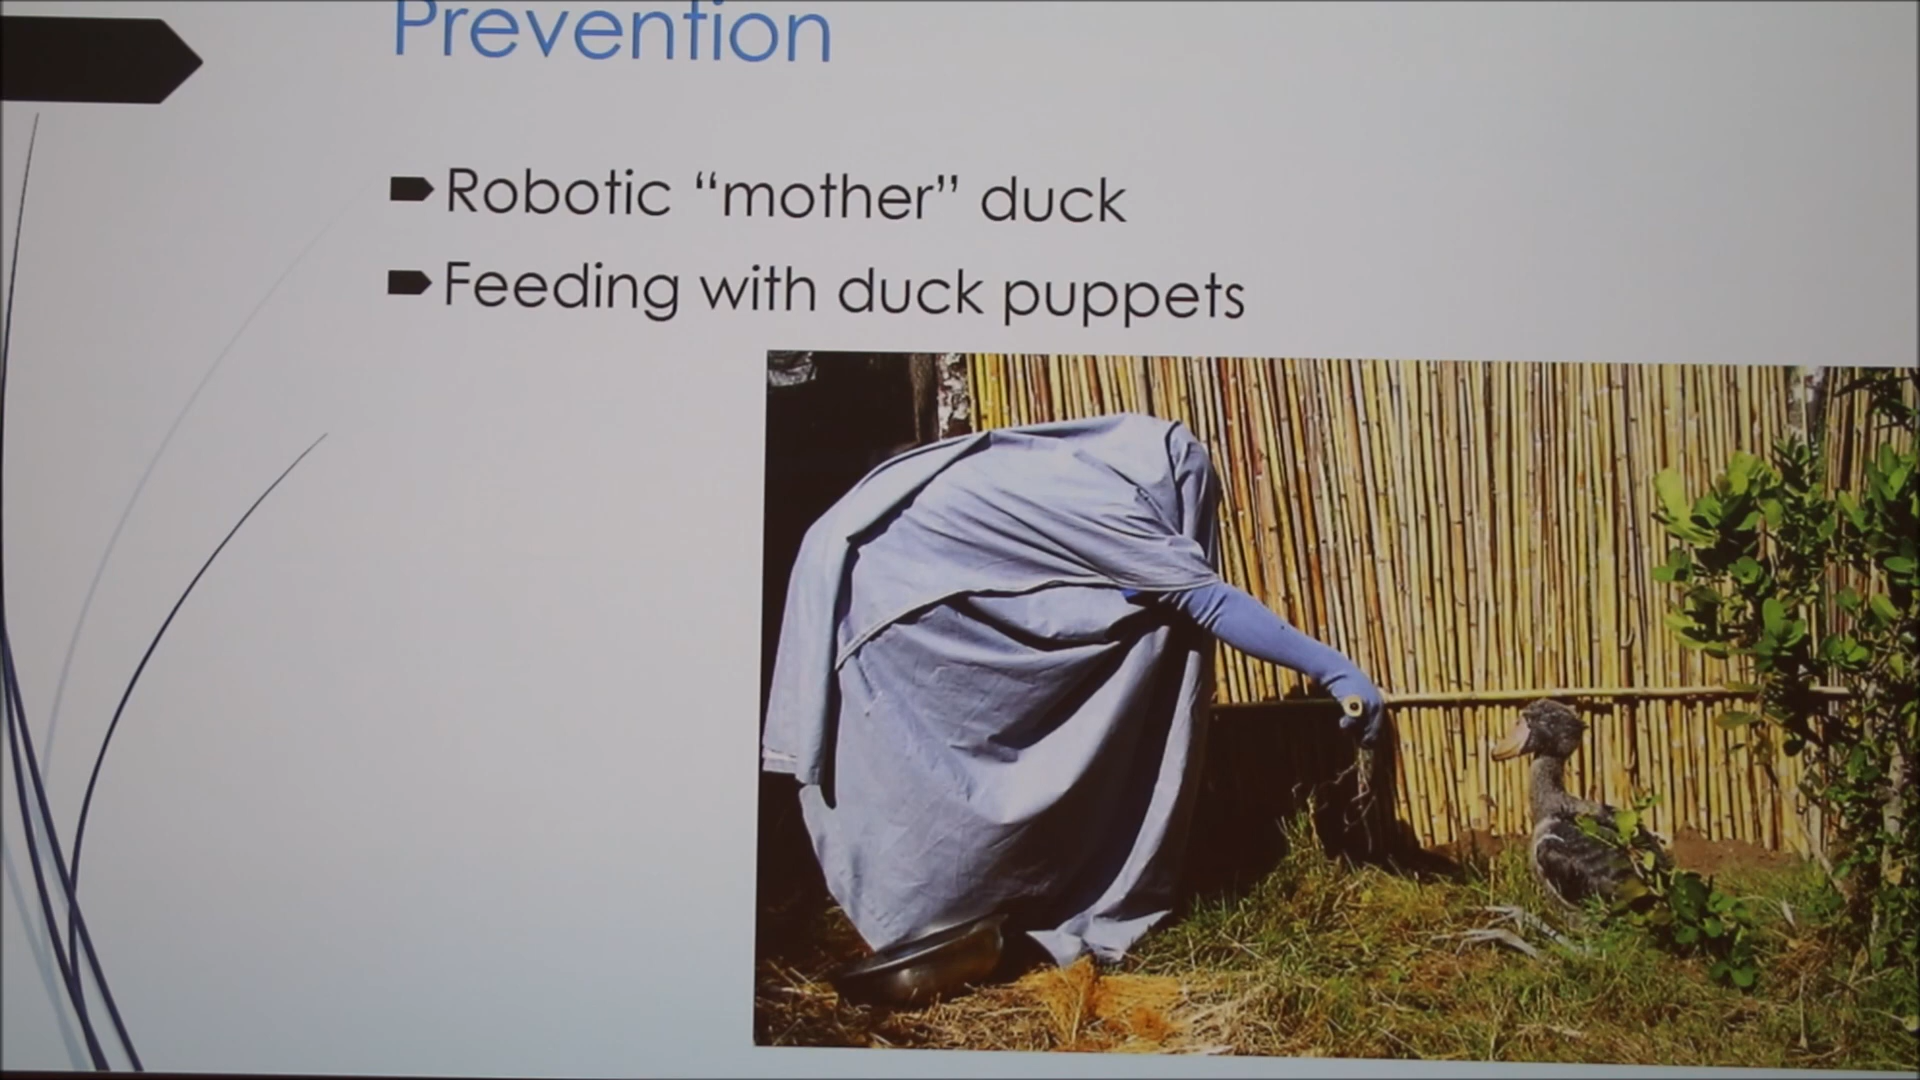 Prevention
Robotic “mother” duck
Feeding with duck puppets